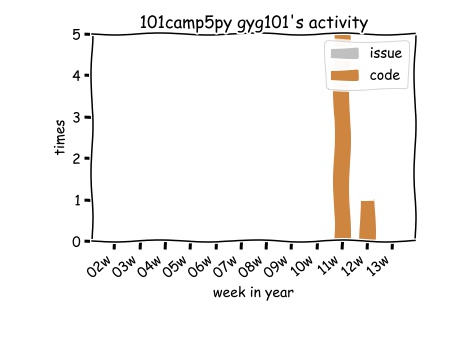 101camp5py gyg101's activity
5
issue
code
4
3
times
2
1
0
02w 03w 04w 05w 06w 07w 08w 09w 10w 11w 12w 13w
week in year